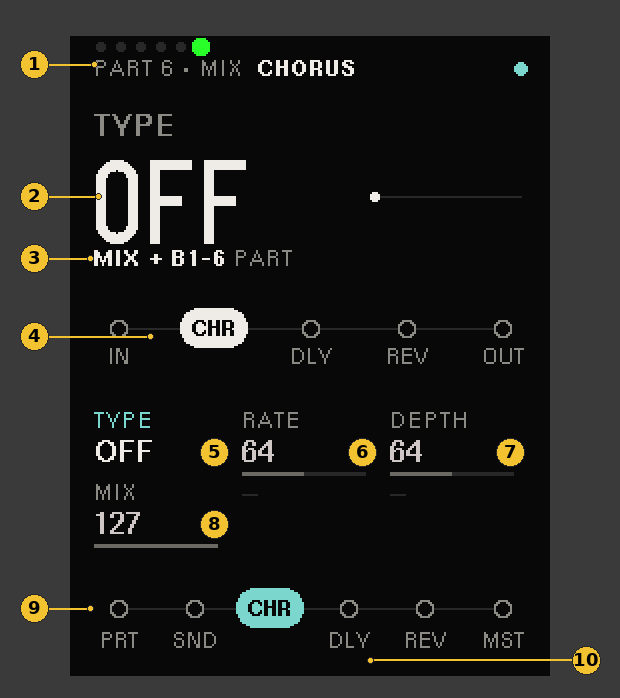 1 PART 6 · MIX CHORUS
TYPE
2 OFF
3 MIX + B1-6 PART
4 CHR
IN DLY REV OUT
TYPE RATE DEPTH
OFF 5 64 6 64 7
MIX — —
127 8
9 CHR
PRT SND DLY REV MST
10